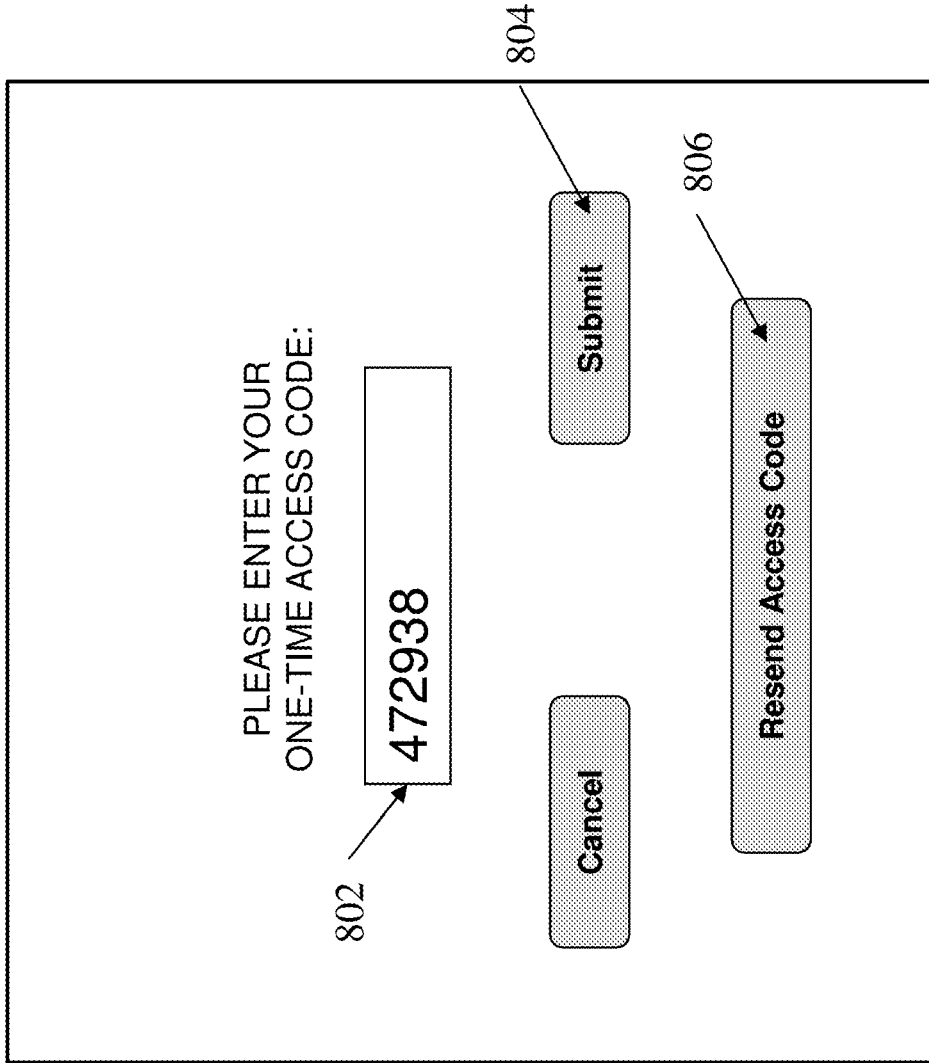 PLEASE ENTER YOUR
ONE-TIME ACCESS CODE:
802
472938
804
Cancel
Submit
806
Resend Access Code